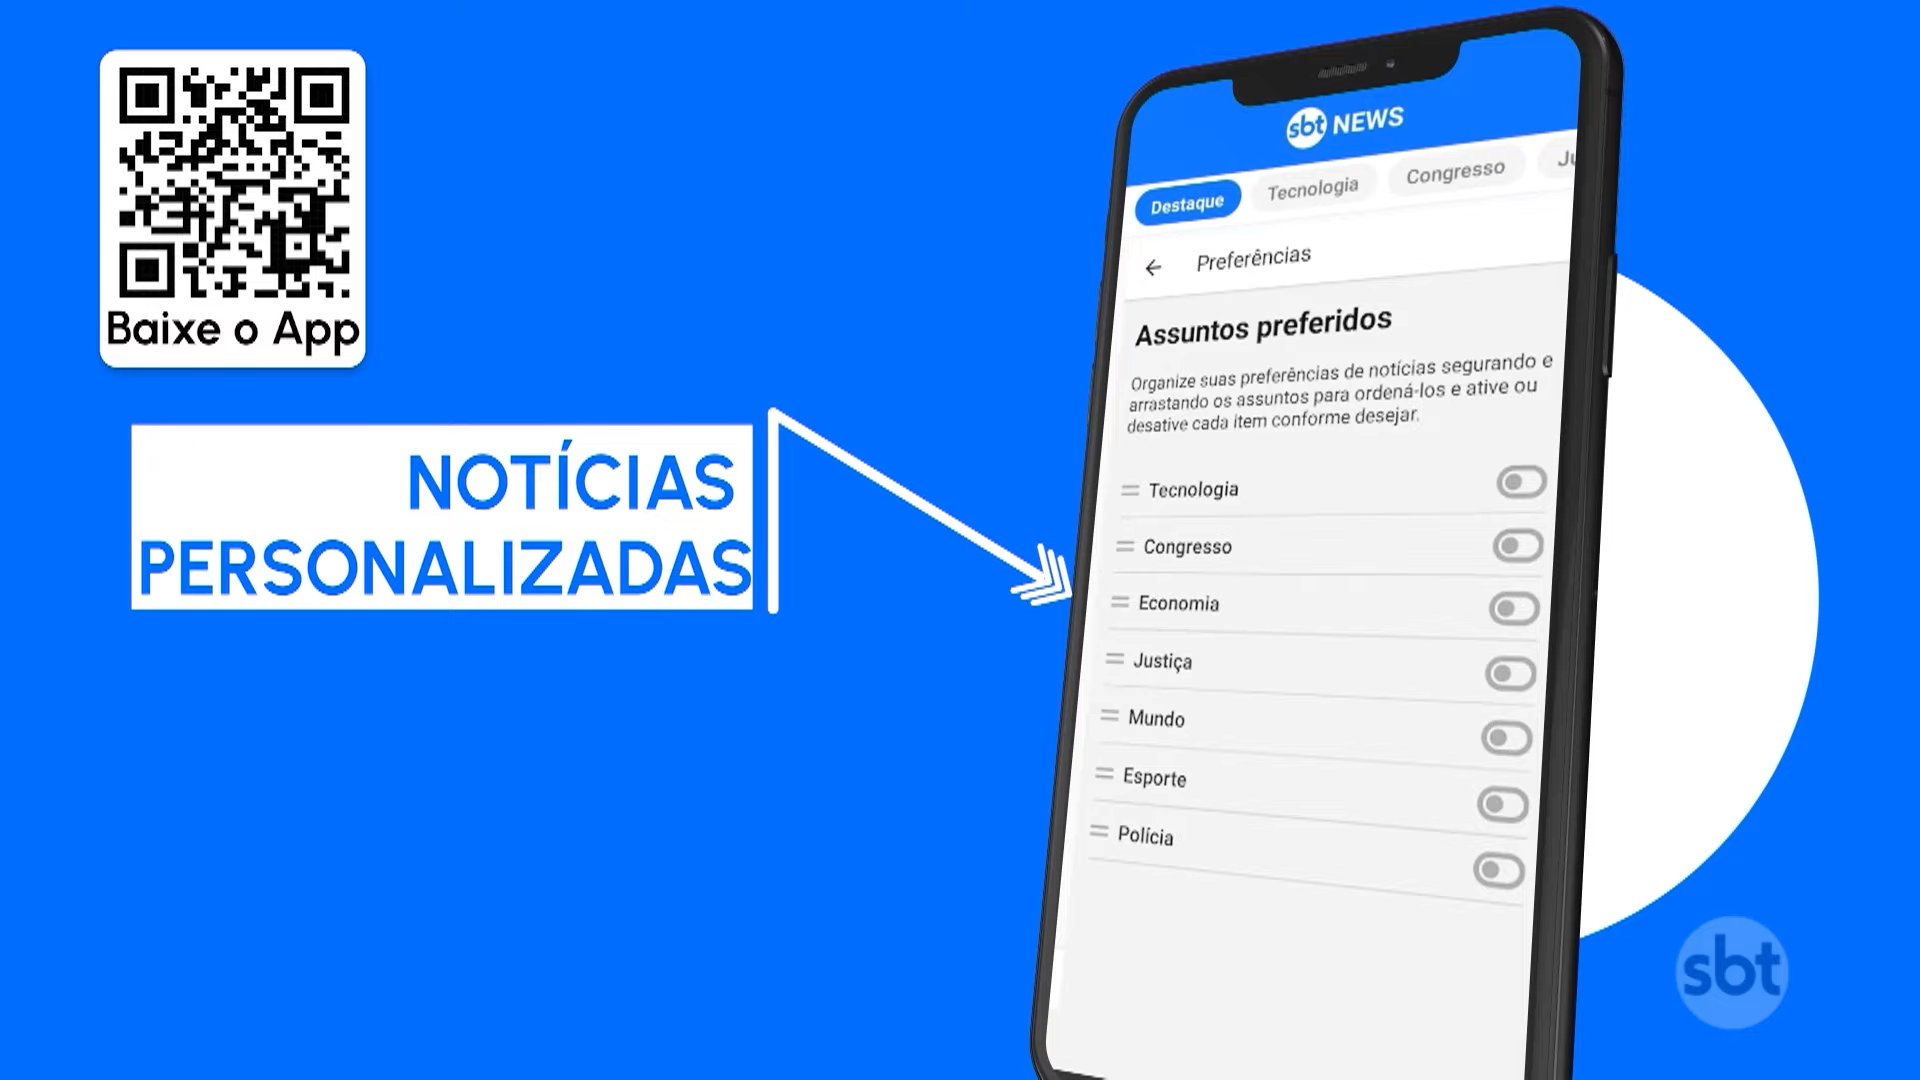 Baixe o App
NOTÍCIAS
PERSONALIZADAS
sbt NEWS
Destaque Tecnologia Congresso Ju
Preferências
Assuntos preferidos
Organize suas preferências de notícias segurando e
arrastando os assuntos para ordená-los e ative ou
desative cada item conforme desejar.
Tecnologia
Congresso
Economia
Justiça
Mundo
Esporte
Polícia
sbt